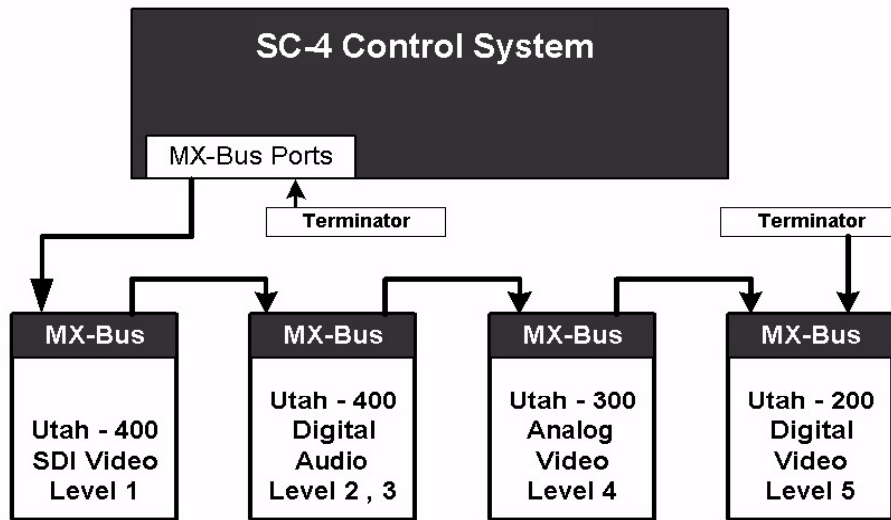 SC-4 Control System
MX-Bus Ports
Terminator
Terminator
MX-Bus
Utah - 400
SDI Video
Level 1
MX-Bus
Utah - 400
Digital
Audio
Level 2 , 3
MX-Bus
Utah - 300
Analog
Video
Level 4
MX-Bus
Utah - 200
Digital
Video
Level 5